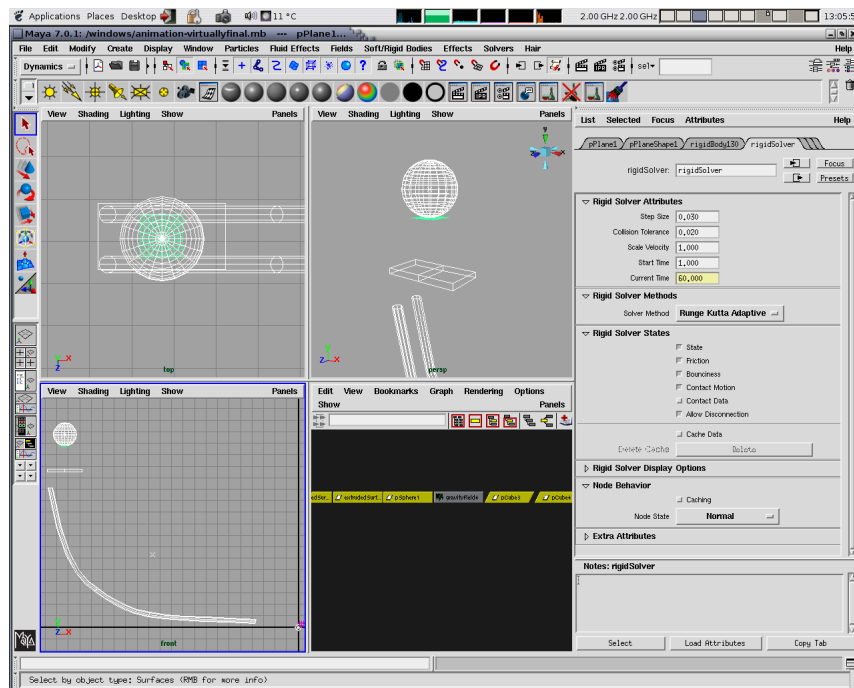 Applications Places Desktop 11 °C 2.00 GHz 2.00 GHz 13:05:5
Maya 7.0.1: /windows/animation-virtuallyfinal.mb --- pPlane1...
File Edit Modify Create Display Window Particles Fluid Effects Fields Soft/Rigid Bodies Effects Solvers Hair Help
Dynamics sel
View Shading Lighting Show Panels
View Shading Lighting Show Panels
List Selected Focus Attributes Help
pPlane1 pPlaneShape1 rigidBody130 rigidSolver
rigidSolver: rigidSolver
Focus
Presets
Rigid Solver Attributes
Step Size 0.030
Collision Tolerance 0.020
Scale Velocity 1.000
Start Time 1.000
Current Time 60.000
Rigid Solver Methods
Solver Method Runge Kutta Adaptive
Rigid Solver States
State
Friction
Bounciness
Contact Motion
Contact Data
Allow Disconnection
Cache Data
Delete Cache Delete
Rigid Solver Display Options
Node Behavior
Caching
Node State Normal
Extra Attributes
Notes: rigidSolver
Select Load Attributes Copy Tab
y
x
z
Y
Z X
top
persp
View Shading Lighting Show Panels
Edit View Bookmarks Graph Rendering Options
Show Panels
edSur.. extrudedSurf.. pSphere1 gravityField4 pCube3 pCube4
Z X
front
MAYA
Select by object type: Surfaces (RMB for more info)